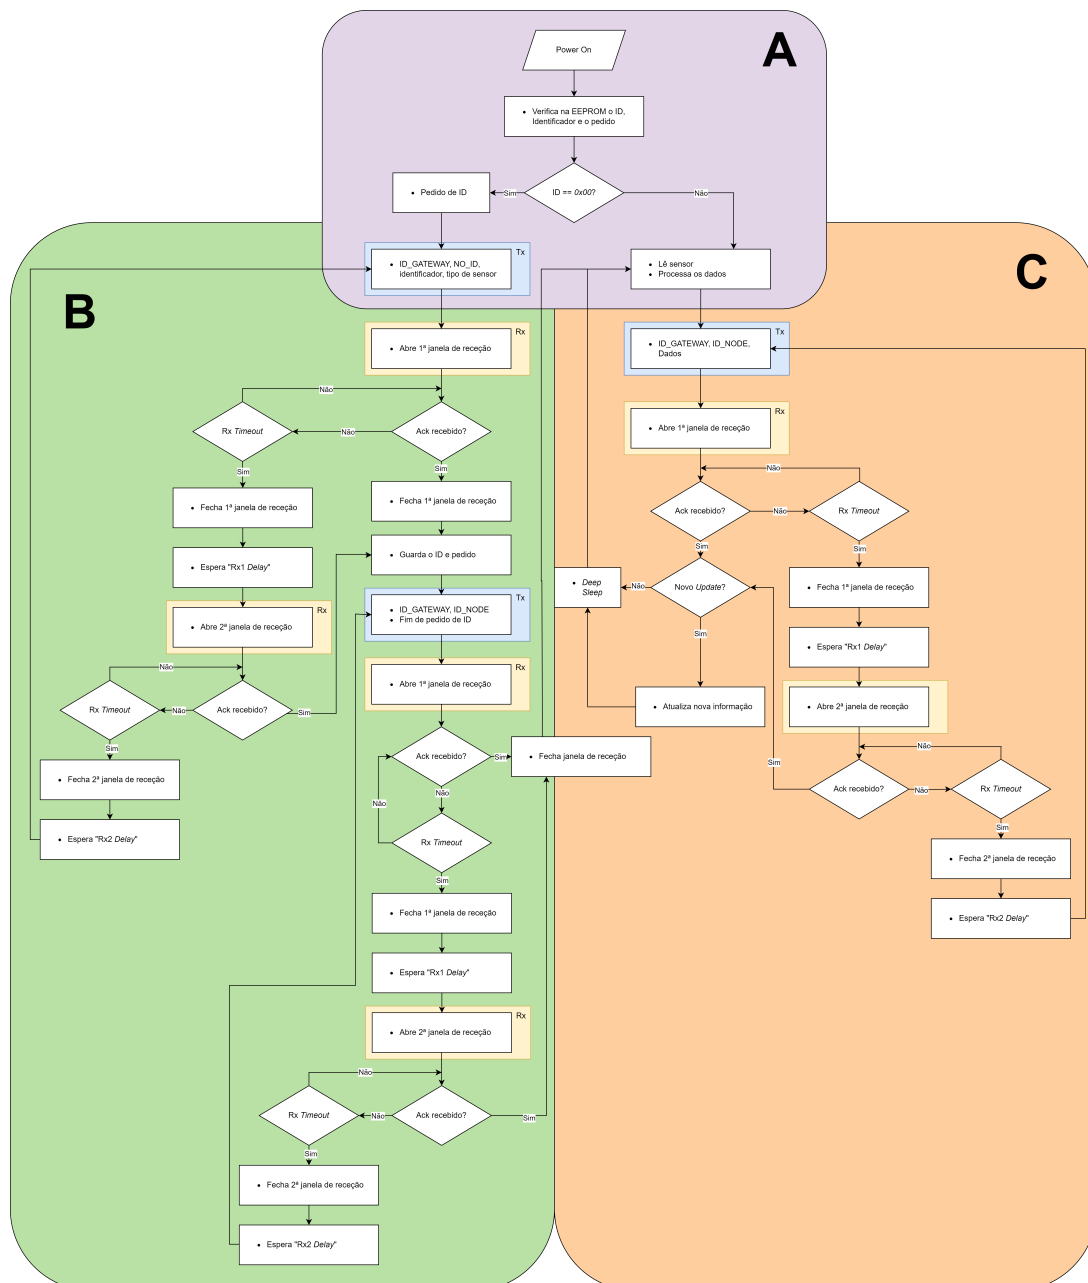 A
Power On
Verifica na EEPROM o ID,
Identificador e o pedido
ID == 0x00?
Sim
Não
Pedido de ID
Tx
ID_GATEWAY, NO_ID,
identificador, tipo de
sensor
Lê sensor
Processa os dados
B
Rx
Abre 1ª janela de receção
Não
Rx Timeout
Não
Ack recebido?
Sim
Sim
Fecha 1ª janela de receção
Fecha 1ª janela de receção
Espera "Rx1 Delay"
Guarda o ID e pedido
Rx
Abre 2ª janela de receção
Tx
ID_GATEWAY, ID_NODE
Fim de pedido de ID
Não
Rx Timeout
Não
Ack recebido?
Sim
Sim
Fecha 2ª janela de receção
Espera "Rx2 Delay"
Rx
Abre 1ª janela de receção
Ack recebido?
Sim
Fecha janela de receção
Não
Não
Rx Timeout
Sim
Fecha 1ª janela de receção
Espera "Rx1 Delay"
Rx
Abre 2ª janela de receção
Não
Rx Timeout
Não
Ack recebido?
Sim
Sim
Fecha 2ª janela de receção
Espera "Rx2 Delay"
C
Tx
ID_GATEWAY, ID_NODE,
Dados
Rx
Abre 1ª janela de receção
Não
Ack recebido?
Não
Rx Timeout
Sim
Sim
Deep
Sleep
Não
Novo Update?
Fecha 1ª janela de receção
Sim
Espera "Rx1 Delay"
Atualiza nova informação
Abre 2ª janela de receção
Não
Sim
Ack recebido?
Não
Rx Timeout
Sim
Fecha 2ª janela de receção
Espera "Rx2 Delay"